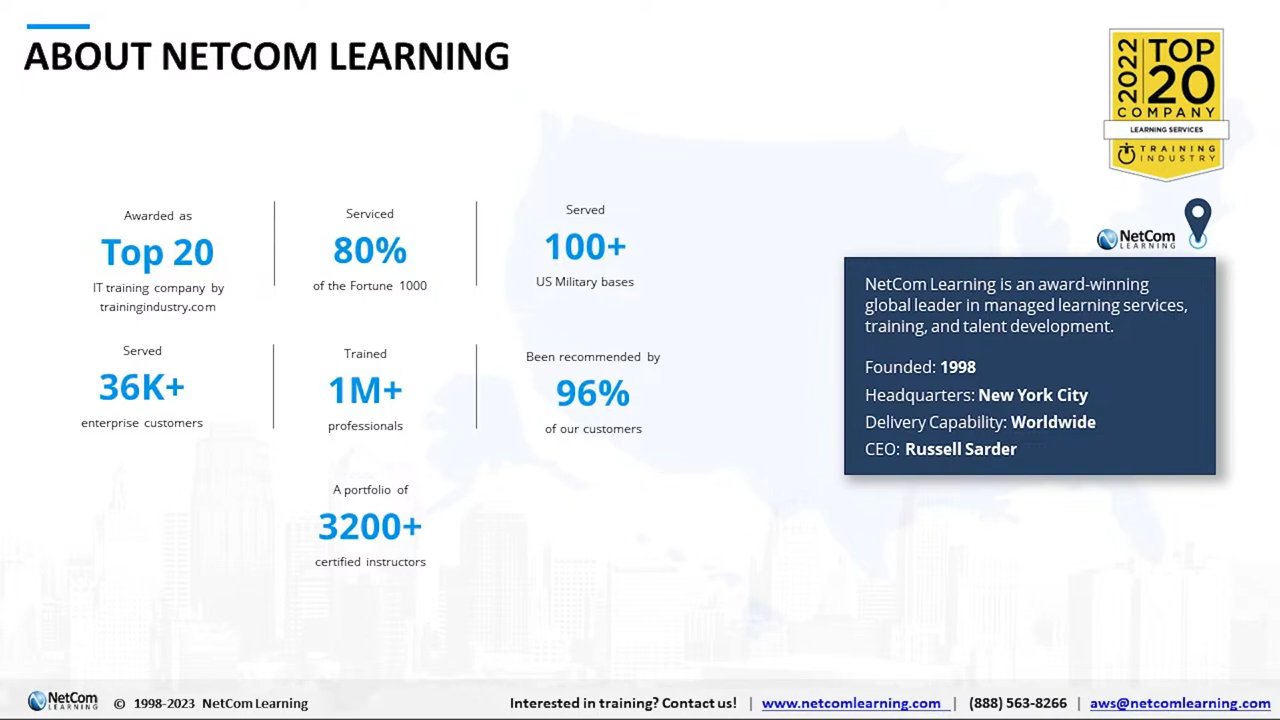 ABOUT NETCOM LEARNING
2022
TOP
20
COMPANY
LEARNING SERVICES
TRAINING
INDUSTRY
Awarded as
Top 20
IT training company by
trainingindustry.com
Serviced
80%
of the Fortune 1000
Served
100+
US Military bases
Served
36K+
enterprise customers
Trained
1M+
professionals
Been recommended by
96%
of our customers
A portfolio of
3200+
certified instructors
NetCom
LEARNING
NetCom Learning is an award-winning
global leader in managed learning services,
training, and talent development.
Founded: 1998
Headquarters: New York City
Delivery Capability: Worldwide
CEO: Russell Sarder
NetCom
LEARNING
© 1998-2023 NetCom Learning
Interested in training? Contact us! | www.netcomlearning.com | (888) 563-8266 | aws@netcomlearning.com